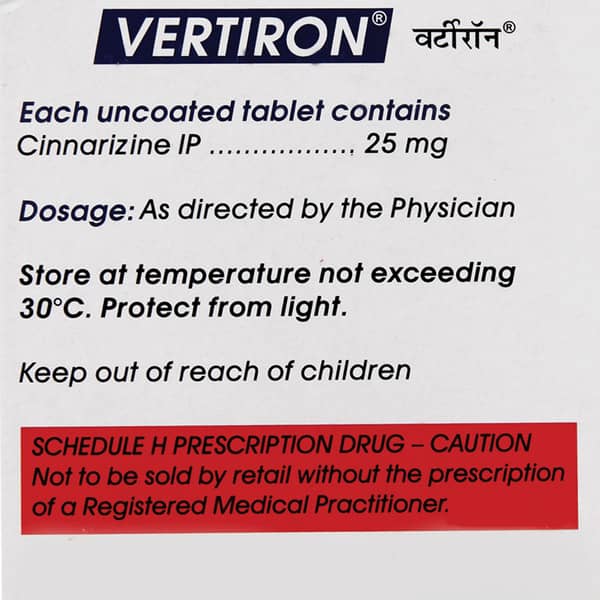 VERTIRON® वर्टीरॉन®
Each uncoated tablet contains
Cinnarizine IP ................. 25 mg
Dosage: As directed by the Physician
Store at temperature not exceeding
30°C. Protect from light.
Keep out of reach of children
SCHEDULE H PRESCRIPTION DRUG – CAUTION
Not to be sold by retail without the prescription
of a Registered Medical Practitioner.